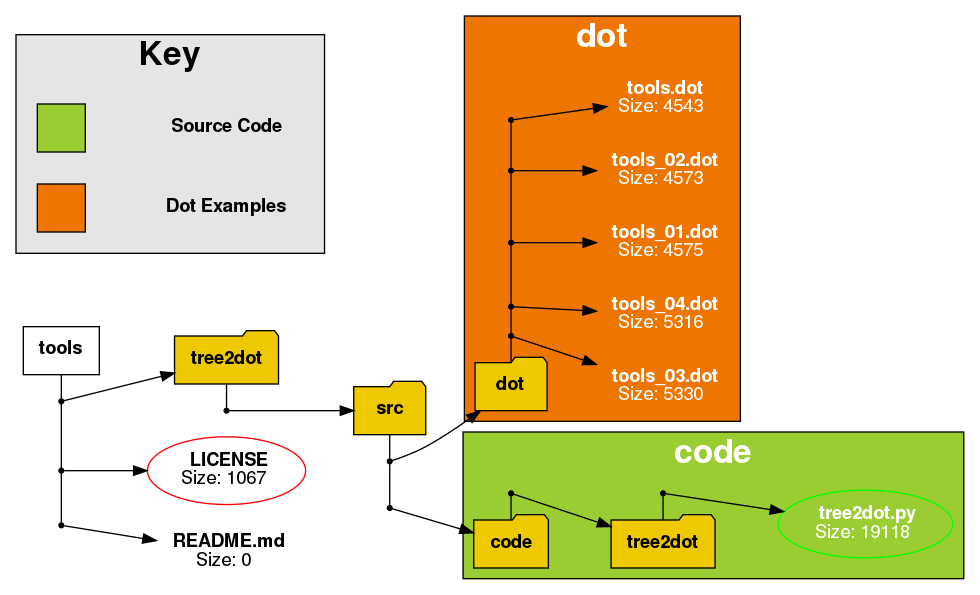 Key
Source Code
Dot Examples
dot
tools.dot
Size: 4543
tools_02.dot
Size: 4573
tools_01.dot
Size: 4575
tools_04.dot
Size: 5316
tools_03.dot
Size: 5330
dot
tools
tree2dot
src
LICENSE
Size: 1067
README.md
Size: 0
code
code
tree2dot
tree2dot.py
Size: 19118